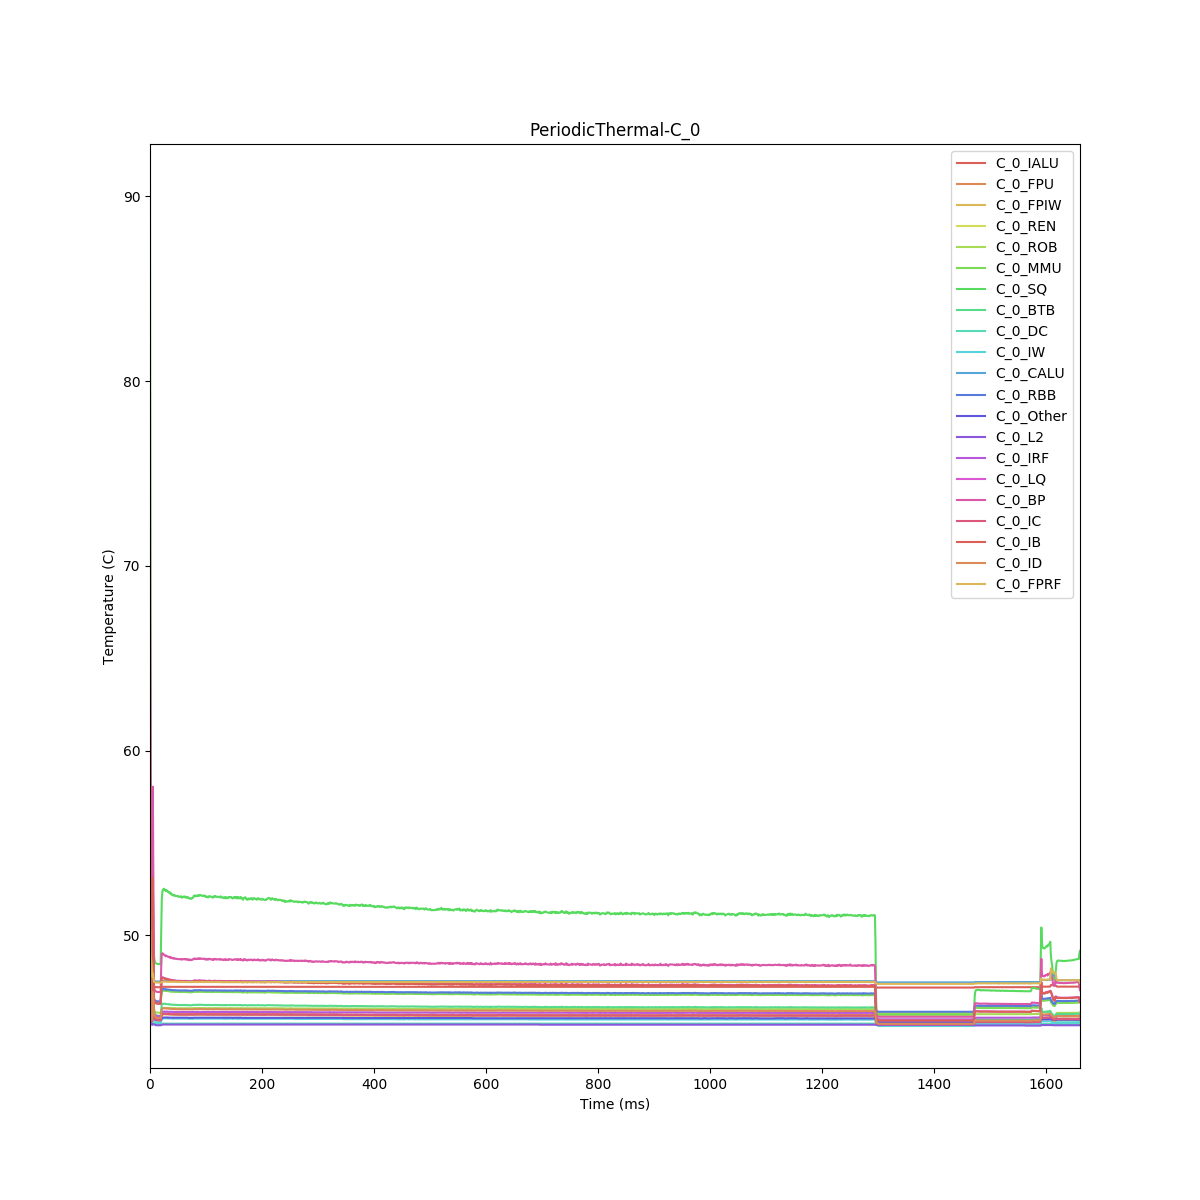 PeriodicThermal-C_0
90
80
70
60
50
Temperature (C)
0 200 400 600 800 1000 1200 1400 1600
Time (ms)
C_0_IALU
C_0_FPU
C_0_FPIW
C_0_REN
C_0_ROB
C_0_MMU
C_0_SQ
C_0_BTB
C_0_DC
C_0_IW
C_0_CALU
C_0_RBB
C_0_Other
C_0_L2
C_0_IRF
C_0_LQ
C_0_BP
C_0_IC
C_0_IB
C_0_ID
C_0_FPRF